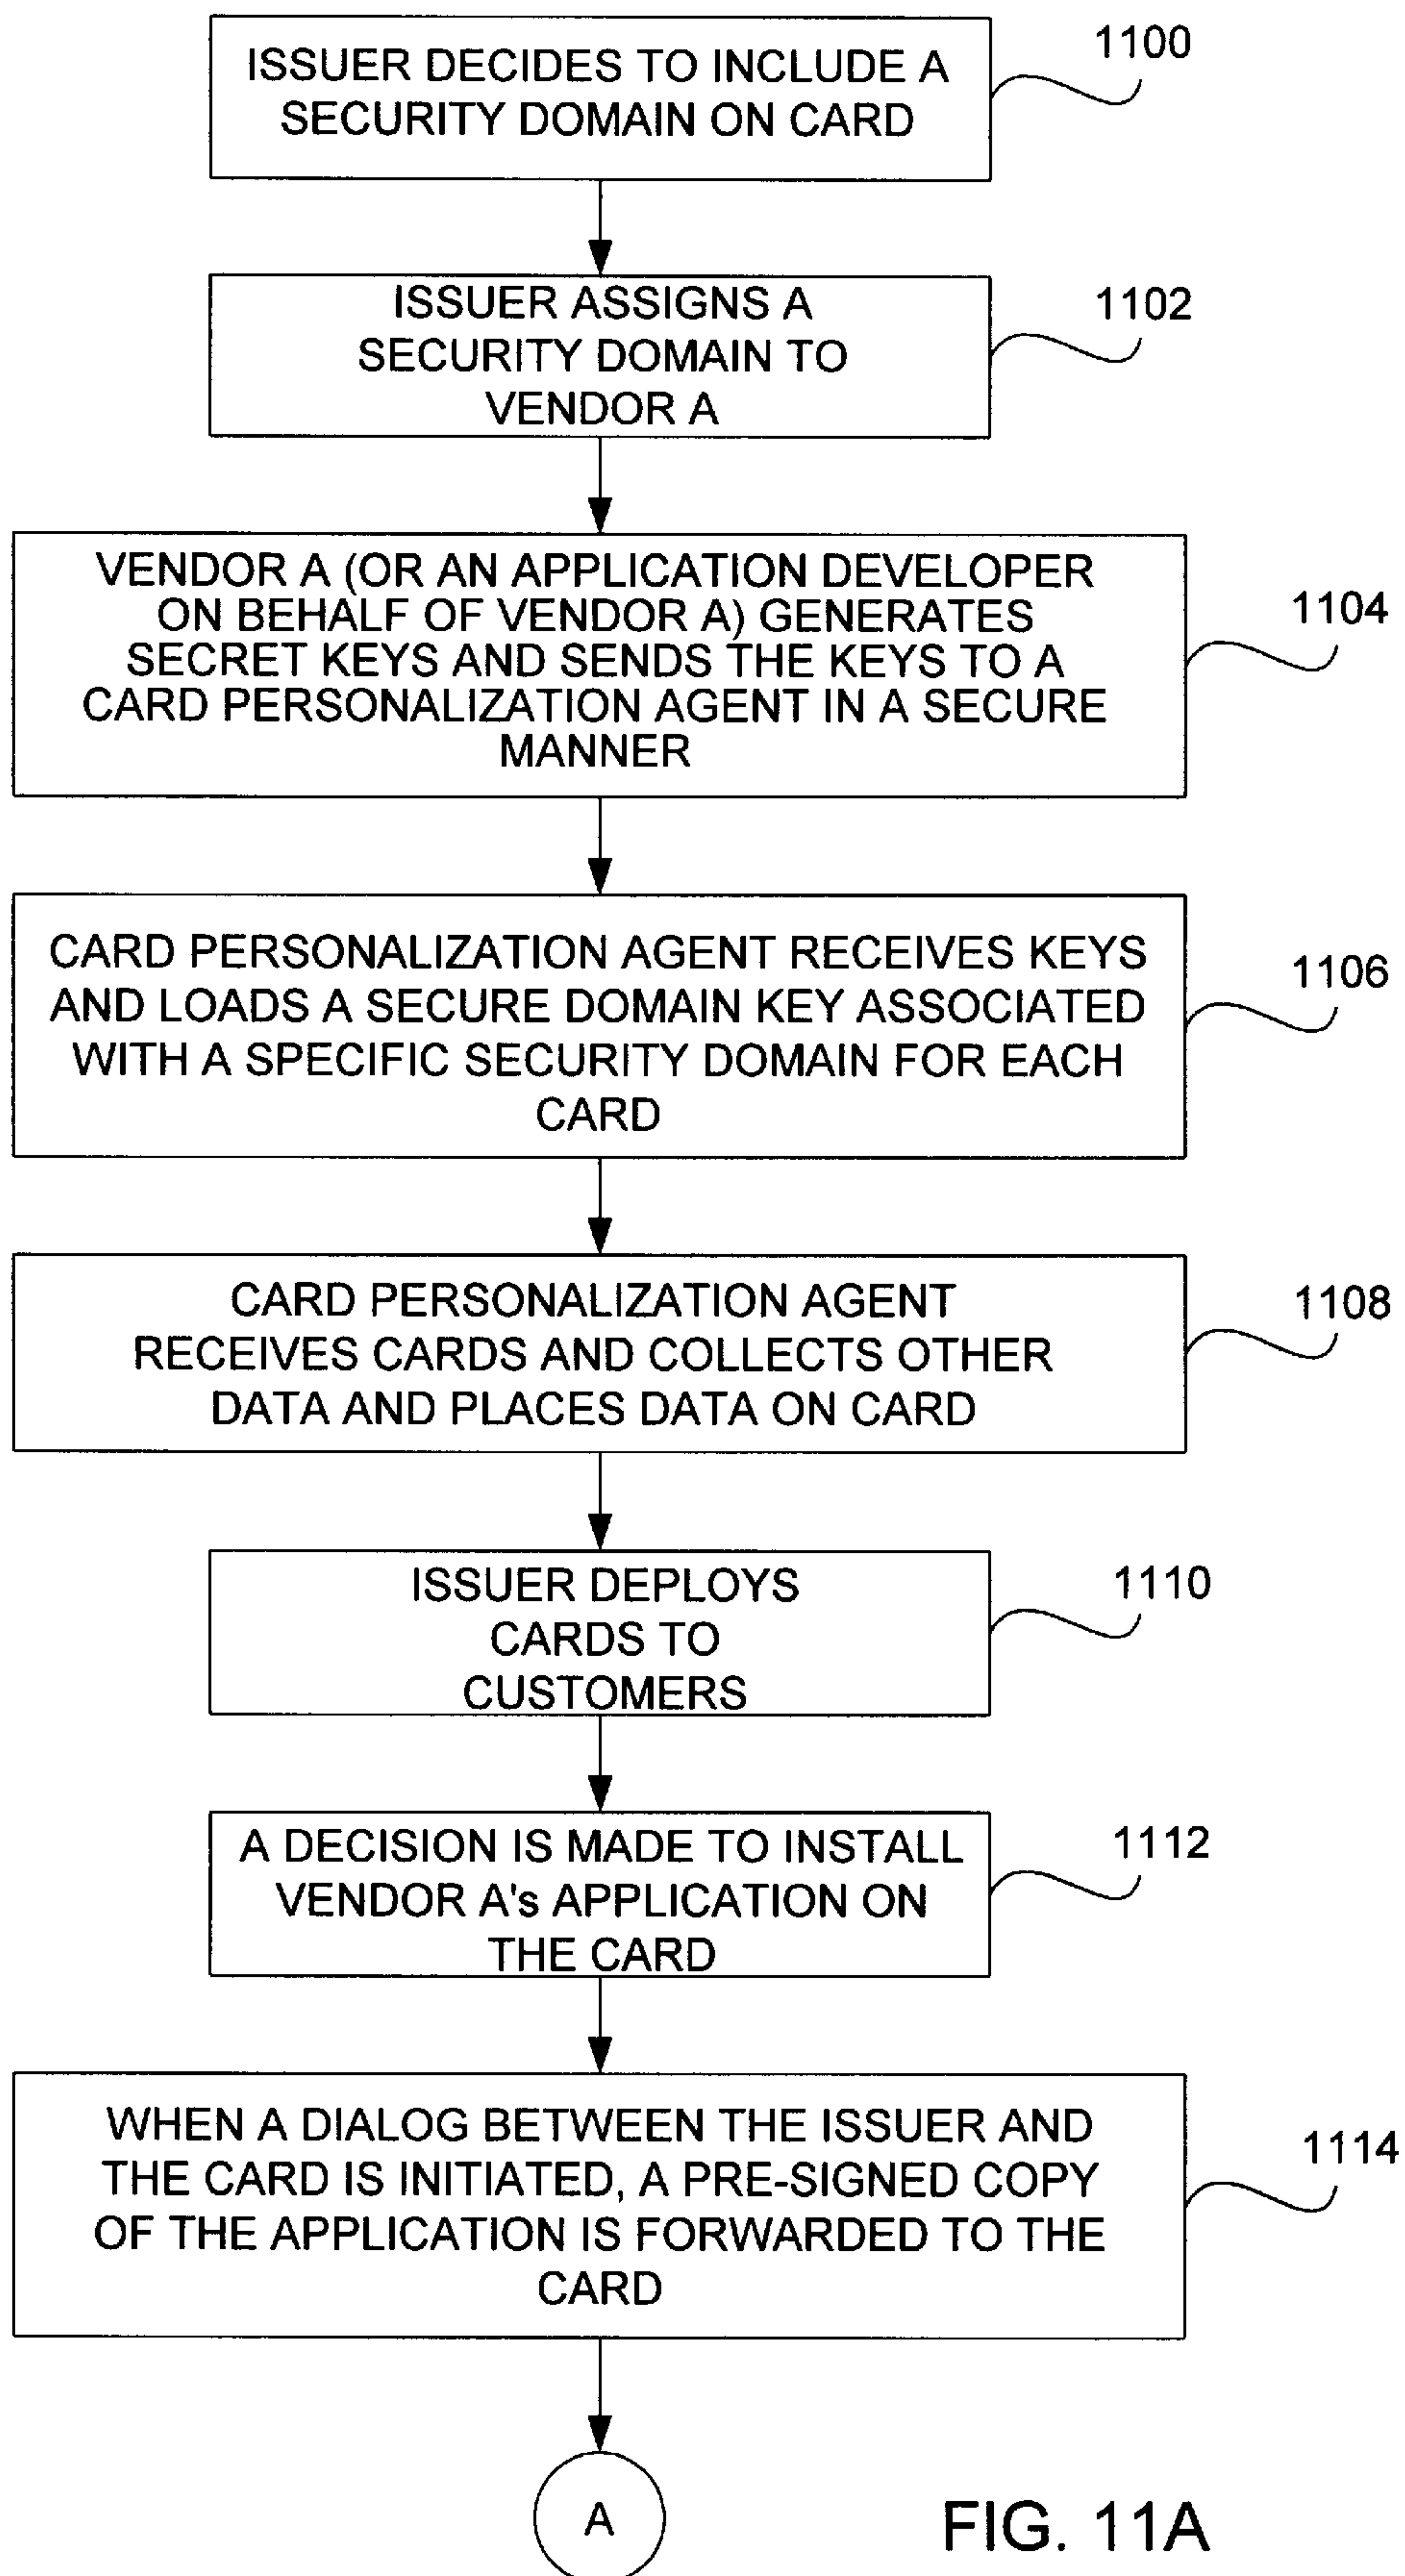 ISSUER DECIDES TO INCLUDE A
SECURITY DOMAIN ON CARD
1100
ISSUER ASSIGNS A
SECURITY DOMAIN TO
VENDOR A
1102
VENDOR A (OR AN APPLICATION DEVELOPER
ON BEHALF OF VENDOR A) GENERATES
SECRET KEYS AND SENDS THE KEYS TO A
CARD PERSONALIZATION AGENT IN A SECURE
MANNER
1104
CARD PERSONALIZATION AGENT RECEIVES KEYS
AND LOADS A SECURE DOMAIN KEY ASSOCIATED
WITH A SPECIFIC SECURITY DOMAIN FOR EACH
CARD
1106
CARD PERSONALIZATION AGENT
RECEIVES CARDS AND COLLECTS OTHER
DATA AND PLACES DATA ON CARD
1108
ISSUER DEPLOYS
CARDS TO
CUSTOMERS
1110
A DECISION IS MADE TO INSTALL
VENDOR A's APPLICATION ON
THE CARD
1112
WHEN A DIALOG BETWEEN THE ISSUER AND
THE CARD IS INITIATED, A PRE-SIGNED COPY
OF THE APPLICATION IS FORWARDED TO THE
CARD
1114
A
FIG. 11A